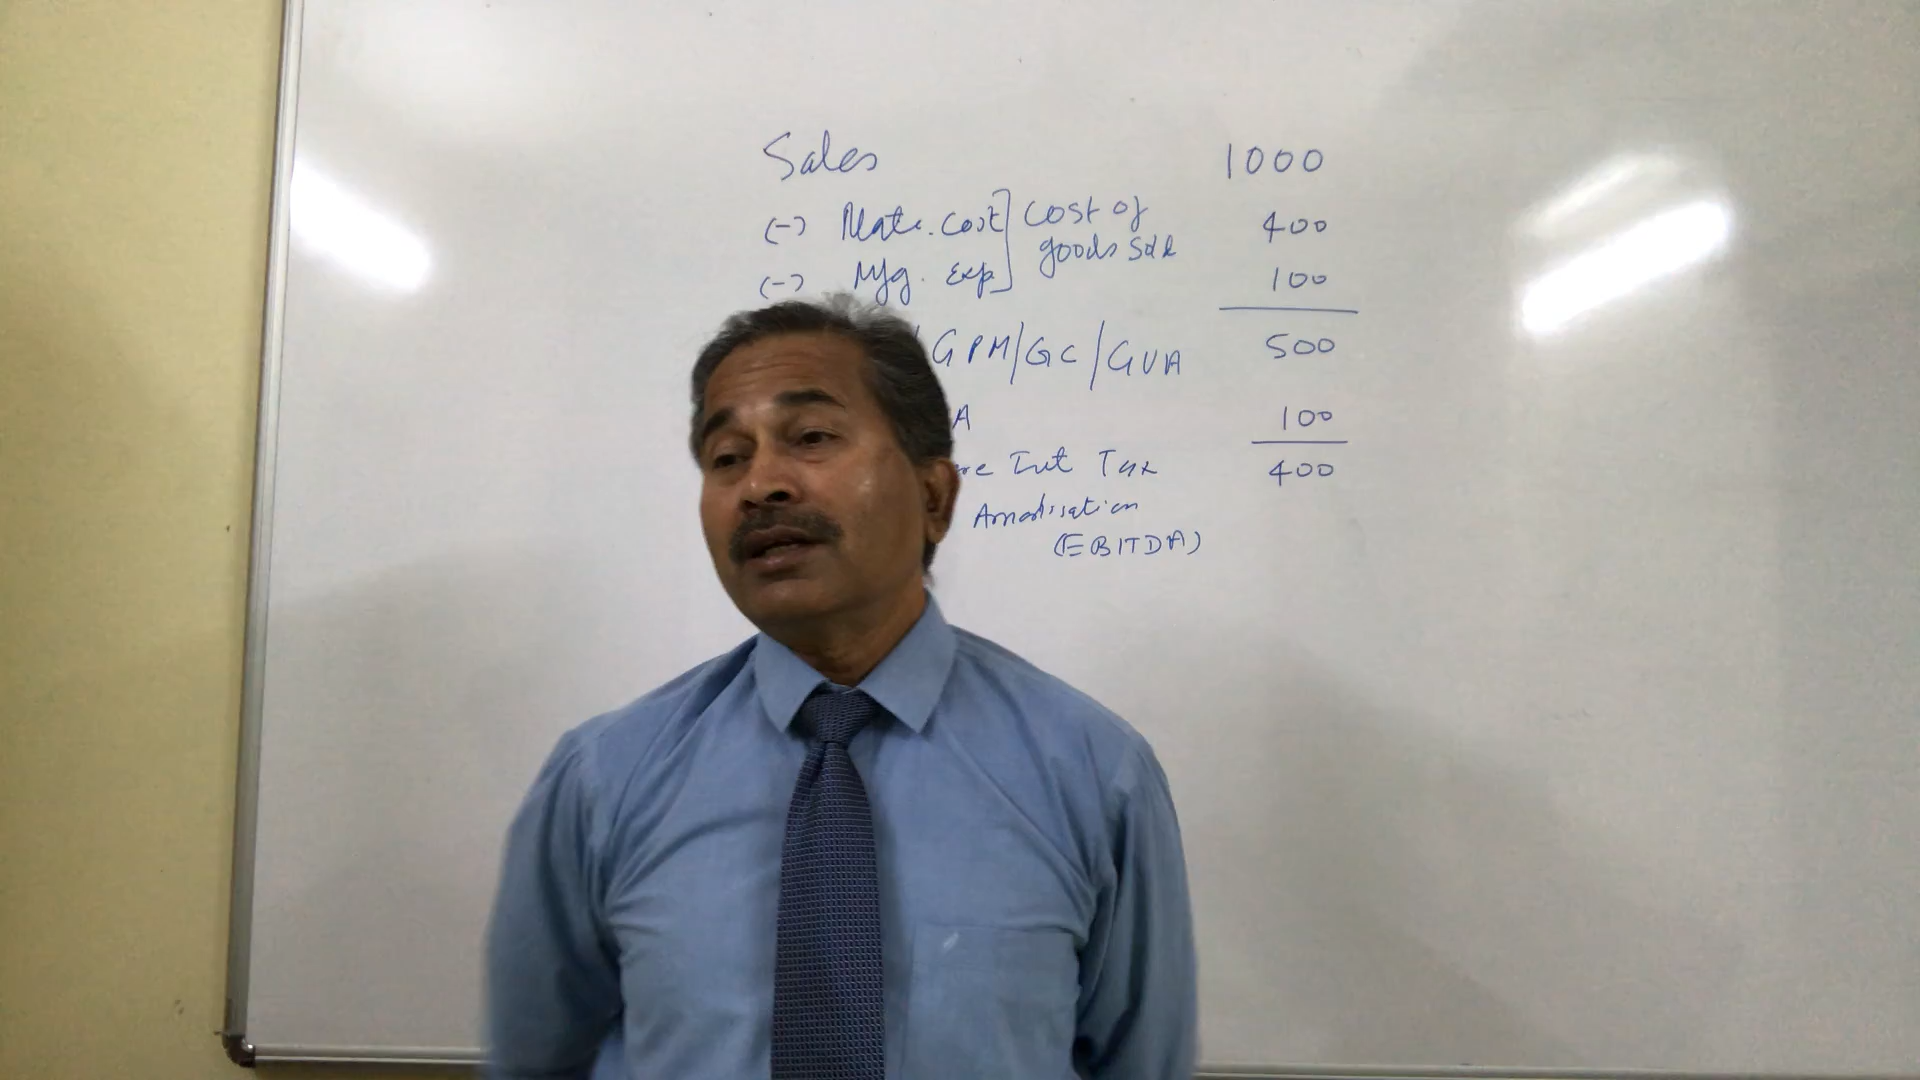 Sales 1000
(-) Mate. cost] cost of 400
goods sold
(-) Mfg. Exp] 100
GPM/GC/GVA 500
A 100
re Int Tax 400
Amortisation
(EBITDA)